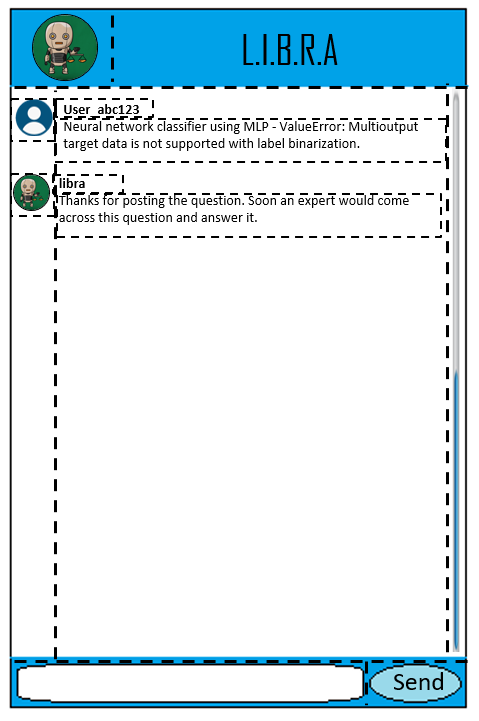 L.I.B.R.A
User_abc123
Neural network classifier using MLP - ValueError: Multioutput
target data is not supported with label binarization.
libra
Thanks for posting the question. Soon an expert would come
across this question and answer it.
Send